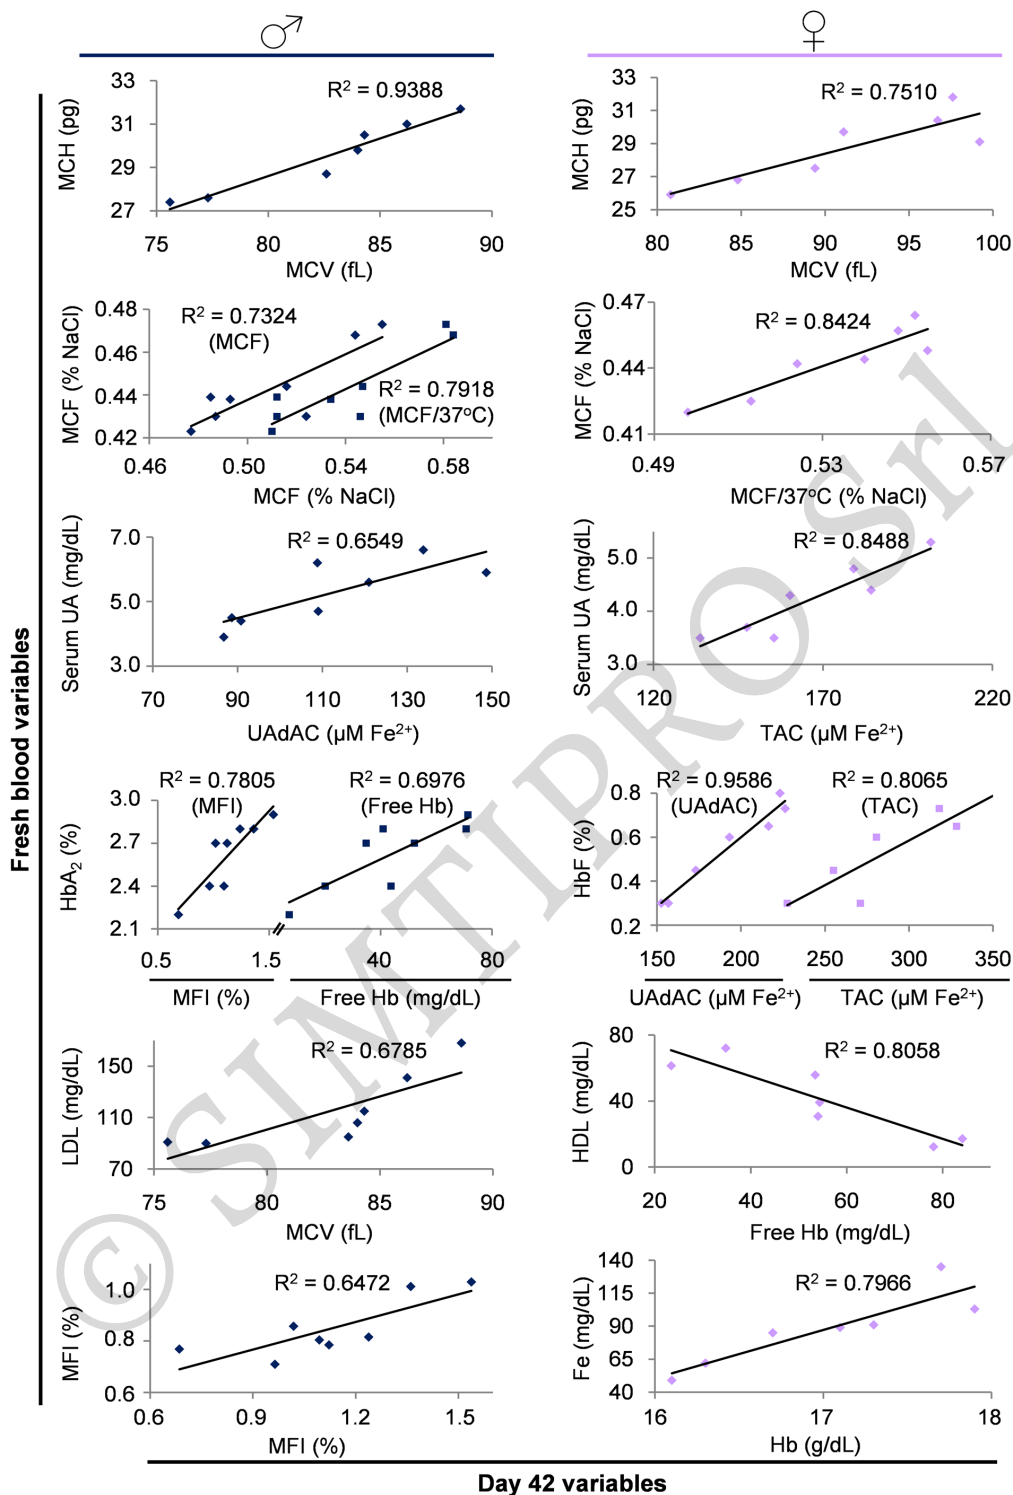 ♂ ♀
Fresh blood variables
MCH (pg)
33
31
29
27
R² = 0.9388
75 80 85 90
MCV (fL)
MCH (pg)
33
31
29
27
25
R² = 0.7510
80 85 90 95 100
MCV (fL)
MCF (% NaCl)
0.48
0.46
0.44
0.42
R² = 0.7324
(MCF)
R² = 0.7918
(MCF/37ºC)
0.46 0.50 0.54 0.58
MCF (% NaCl)
MCF (% NaCl)
0.47
0.44
0.41
R² = 0.8424
0.49 0.53 0.57
MCF/37ºC (% NaCl)
Serum UA (mg/dL)
7.0
5.0
3.0
R² = 0.6549
70 90 110 130 150
UAdAC (µM Fe²⁺)
Serum UA (mg/dL)
5.0
4.0
3.0
R² = 0.8488
120 170 220
TAC (µM Fe²⁺)
HbA₂ (%)
3.0
2.7
2.4
2.1
R² = 0.7805
(MFI)
R² = 0.6976
(Free Hb)
0.5 1.5 40 80
MFI (%) Free Hb (mg/dL)
HbF (%)
0.8
0.6
0.4
0.2
R² = 0.9586
(UAdAC)
R² = 0.8065
(TAC)
150 200 250 300 350
UAdAC (µM Fe²⁺) TAC (µM Fe²⁺)
LDL (mg/dL)
150
110
70
R² = 0.6785
75 80 85 90
MCV (fL)
HDL (mg/dL)
80
40
0
R² = 0.8058
20 40 60 80
Free Hb (mg/dL)
MFI (%)
1.0
0.8
0.6
R² = 0.6472
0.6 0.9 1.2 1.5
MFI (%)
Fe (mg/dL)
140
115
90
65
40
R² = 0.7966
16 17 18
Hb (g/dL)
Day 42 variables
© SIMTIPRO Srl